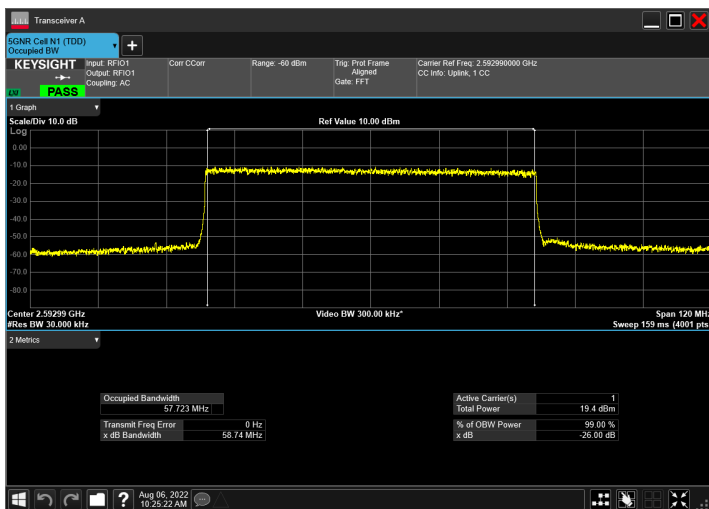 Transceiver A
5GNR Cell N1 (TDD)
Occupied BW
KEYSIGHT
LXI
PASS
Input: RFIO1
Output: RFIO1
Coupling: AC
Corr CCorr
Range: -60 dBm
Trig: Prot Frame
Aligned
Gate: FFT
Carrier Ref Freq: 2.592990000 GHz
CC Info: Uplink, 1 CC
1 Graph
Scale/Div 10.0 dB
Ref Value 10.00 dBm
Log
0.00
-10.0
-20.0
-30.0
-40.0
-50.0
-60.0
-70.0
-80.0
Center 2.59299 GHz
Video BW 300.00 kHz*
Span 120 MHz
#Res BW 30.000 kHz
Sweep 159 ms (4001 pts
2 Metrics
Occupied Bandwidth
57.723 MHz
Transmit Freq Error 0 Hz
x dB Bandwidth 58.74 MHz
Active Carrier(s) 1
Total Power 19.4 dBm
% of OBW Power 99.00 %
x dB -26.00 dB
Aug 06, 2022
10:25:22 AM